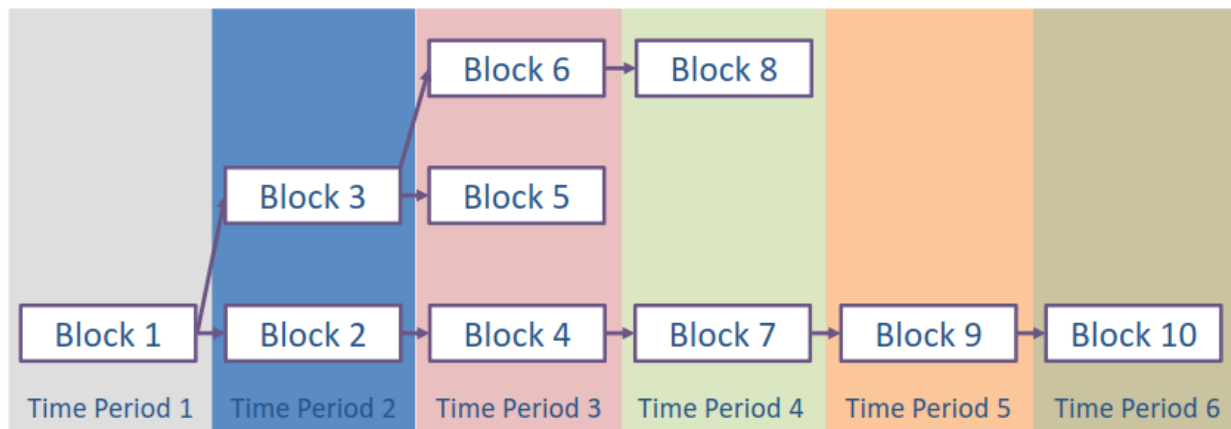 Block 6
Block 8
Block 3
Block 5
Block 1
Block 2
Block 4
Block 7
Block 9
Block 10
Time Period 1
Time Period 2
Time Period 3
Time Period 4
Time Period 5
Time Period 6